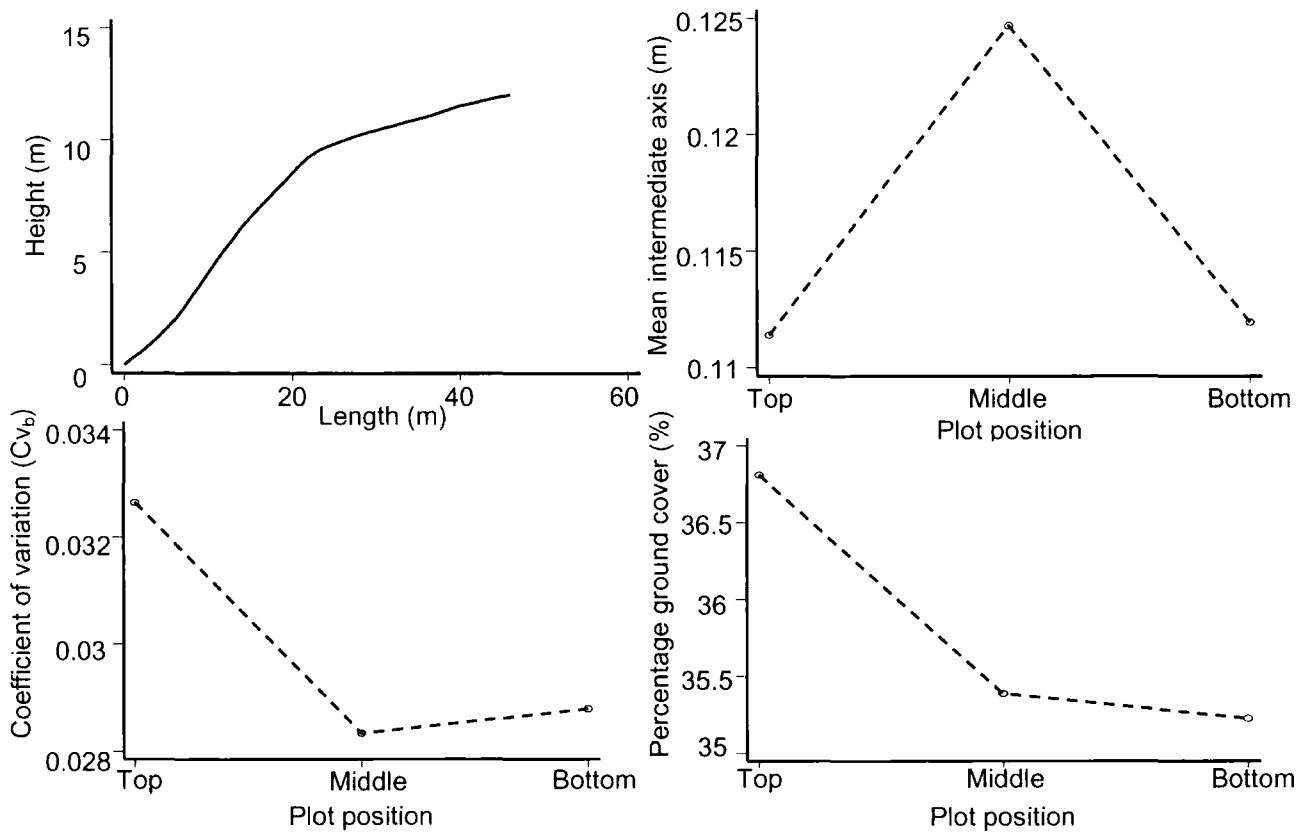 15
10
5
0
Height (m)
0
20
40
60
Length (m)
0.125
0.12
0.115
0.11
Mean intermediate axis (m)
Top
Middle
Bottom
Plot position
0.034
0.032
0.03
0.028
Coefficient of variation (Cvb)
Top
Middle
Bottom
Plot position
37
36.5
36
35.5
35
Percentage ground cover (%)
Top
Middle
Bottom
Plot position